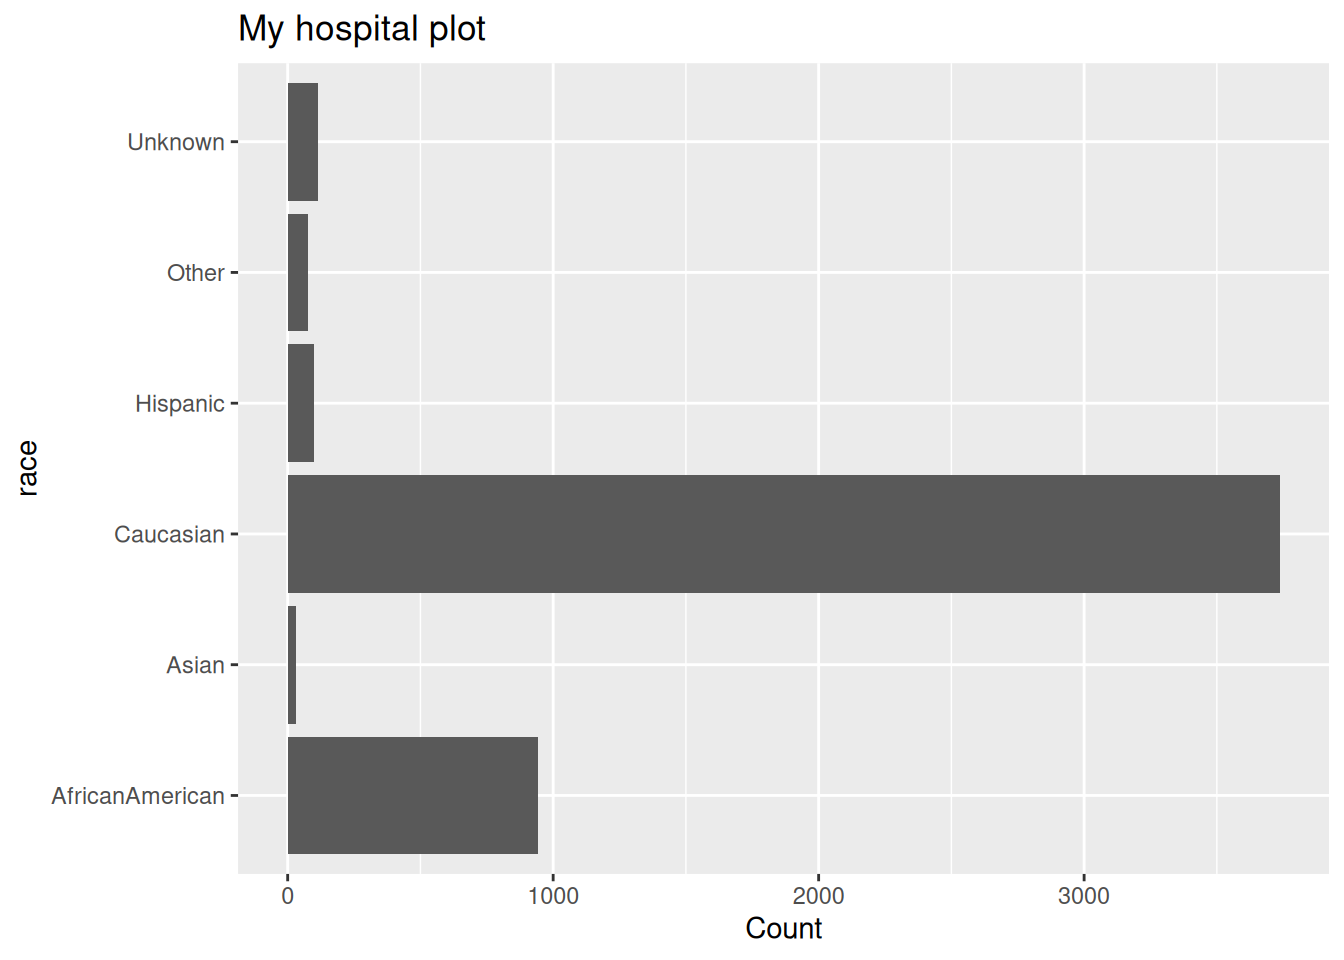 My hospital plot
Unknown
Other
Hispanic
Caucasian
Asian
AfricanAmerican
race
0 1000 2000 3000
Count